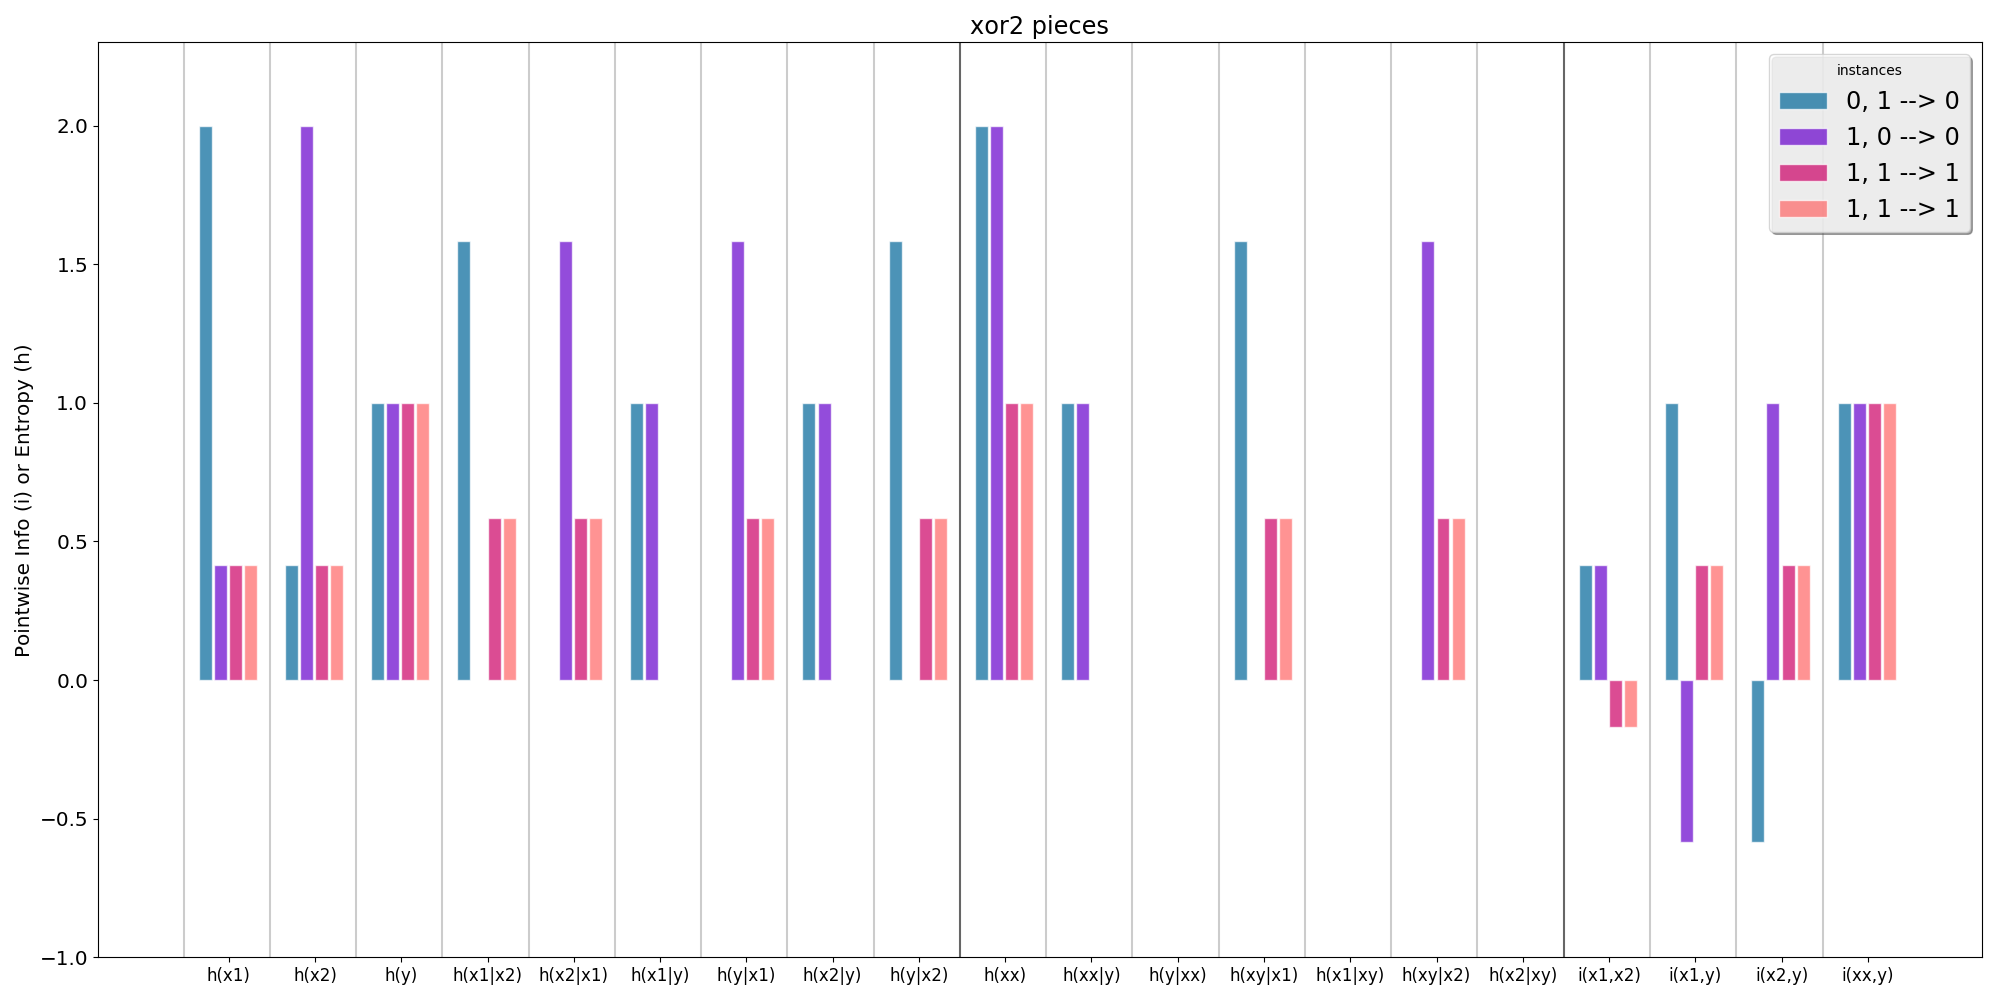 xor2 pieces
instances
0, 1 --> 0
1, 0 --> 0
1, 1 --> 1
1, 1 --> 1
Pointwise Info (i) or Entropy (h)
2.0
1.5
1.0
0.5
0.0
−0.5
−1.0
h(x1) h(x2) h(y) h(x1|x2) h(x2|x1) h(x1|y) h(y|x1) h(x2|y) h(y|x2) h(xx) h(xx|y) h(y|xx) h(xy|x1) h(x1|xy) h(xy|x2) h(x2|xy) i(x1,x2) i(x1,y) i(x2,y) i(xx,y)